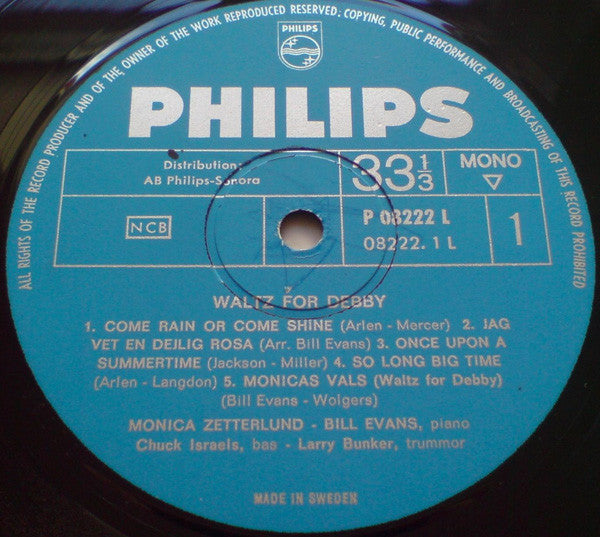 ALL RIGHTS OF THE RECORD PRODUCER AND OF THE OWNER OF THE WORK REPRODUCED RESERVED. COPYING, PUBLIC PERFORMANCE AND BROADCASTING OF THIS RECORD PROHIBITED
PHILIPS
PHILIPS
Distribution:
AB Philips-Sonora
33 1/3
MONO
NCB
P 08222 L
08222.1 L
1
WALTZ FOR DEBBY
1. COME RAIN OR COME SHINE (Arlen - Mercer) 2. JAG
VET EN DEJLIG ROSA (Arr. Bill Evans) 3. ONCE UPON A
SUMMERTIME (Jackson - Miller) 4. SO LONG BIG TIME
(Arlen - Langdon) 5. MONICAS VALS (Waltz for Debby)
(Bill Evans - Wolgers)
MONICA ZETTERLUND - BILL EVANS, piano
Chuck Israels, bas - Larry Bunker, trummor
MADE IN SWEDEN